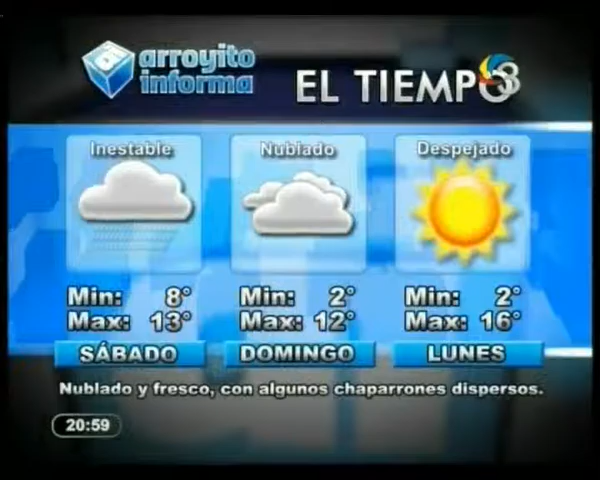 arroyito
informa
EL TIEMPO
Inestable
Nublado
Despejado
Min: 8°
Max: 13°
Min: 2°
Max: 12°
Min: 2°
Max: 16°
SÁBADO
DOMINGO
LUNES
Nublado y fresco, con algunos chaparrones dispersos.
20:59